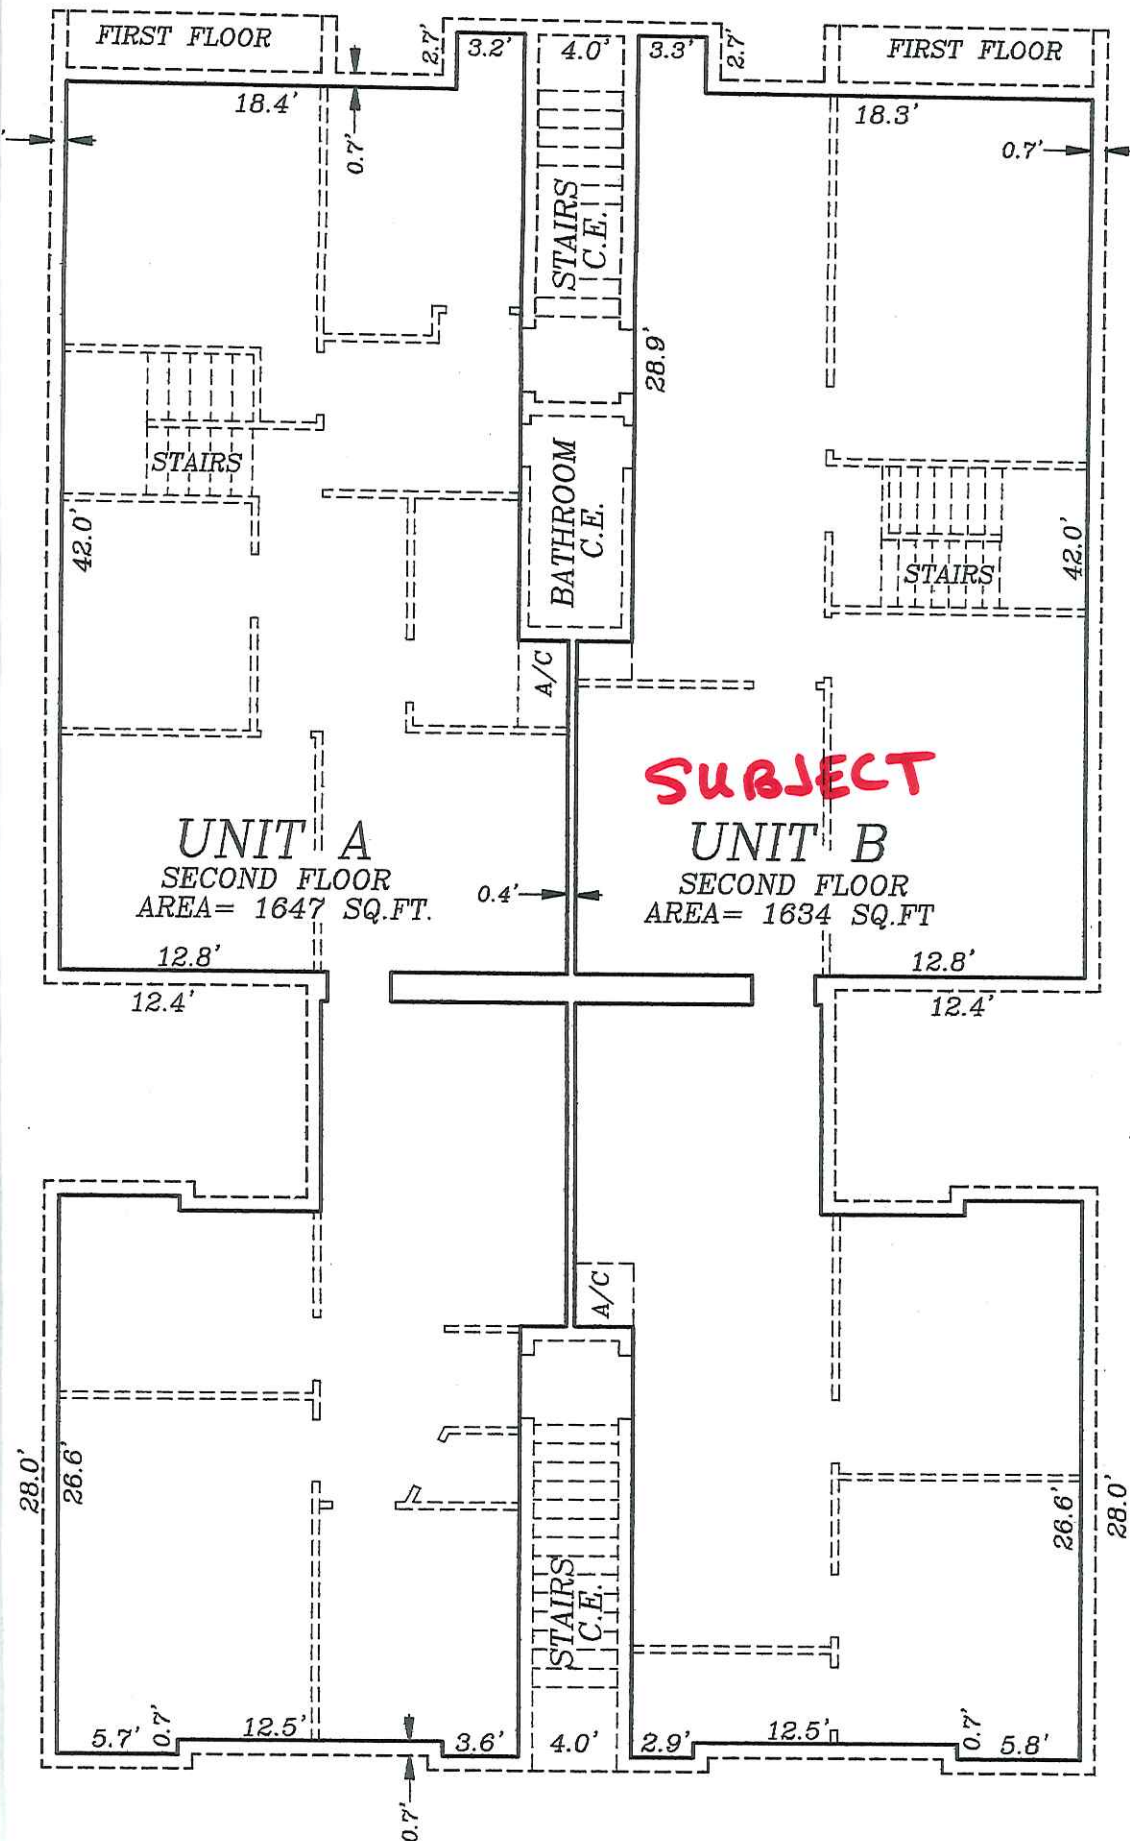 FIRST FLOOR
2.7'
3.2'
4.0'
3.3'
2.7'
FIRST FLOOR
18.4'
0.7'
18.3'
0.7'
STAIRS
C.E.
28.9'
STAIRS
42.0'
BATHROOM
C.E.
42.0'
STAIRS
A/C
SUBJECT
UNIT A
SECOND FLOOR
AREA= 1647 SQ.FT.
0.4'
UNIT B
SECOND FLOOR
AREA= 1634 SQ.FT
12.8'
12.4'
12.8'
12.4'
A/C
28.0'
26.6'
STAIRS
C.E.
26.6'
28.0'
5.7'
0.7'
12.5'
3.6'
4.0'
2.9'
12.5'
0.7'
5.8'
0.7'